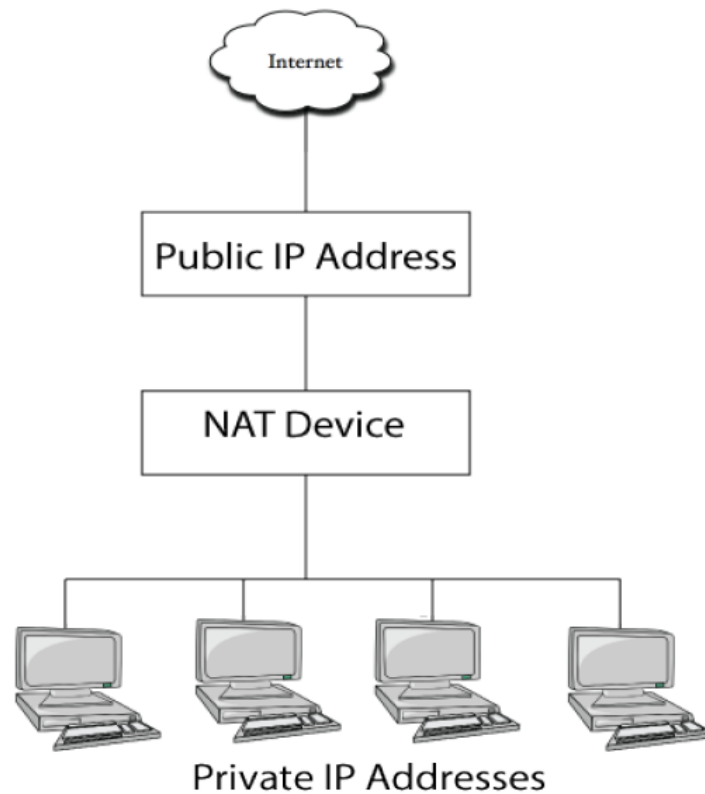 Internet
Public IP Address
NAT Device
Private IP Addresses